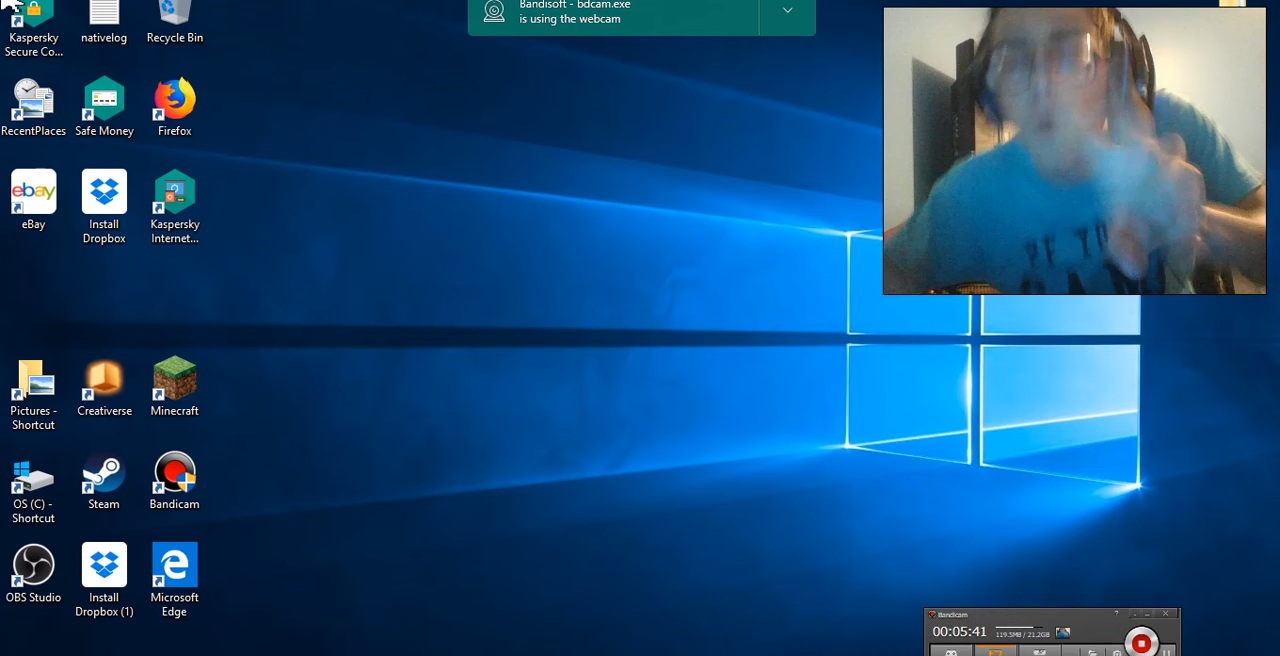 Bandisoft - bdcam.exe
is using the webcam
Kaspersky
Secure Co...
nativelog
Recycle Bin
RecentPlaces
Safe Money
Firefox
ebay
eBay
Install
Dropbox
Kaspersky
Internet...
Pictures -
Shortcut
Creativerse
Minecraft
OS (C) -
Shortcut
Steam
Bandicam
OBS Studio
Install
Dropbox (1)
Microsoft
Edge
Bandicam
00:05:41
119.5MB / 21.2GB